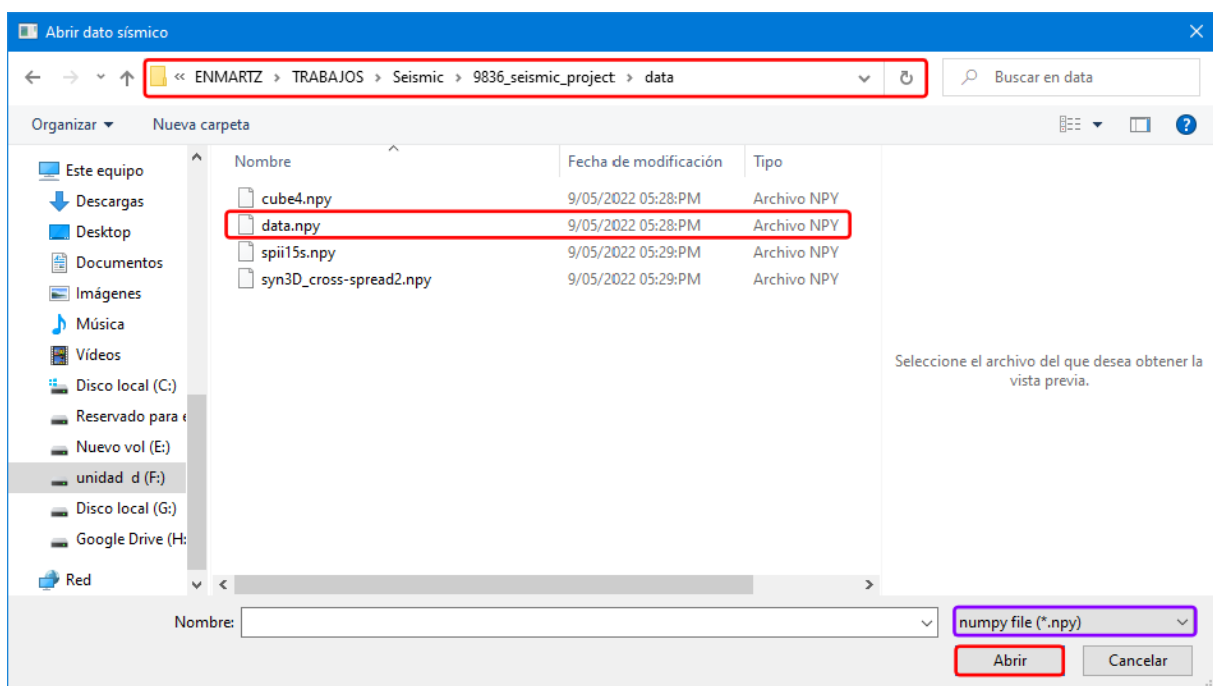 Abrir dato sísmico
« ENMARTZ > TRABAJOS > Seismic > 9836_seismic_project > data
Buscar en data
Organizar Nueva carpeta
Este equipo
Descargas
Desktop
Documentos
Imágenes
Música
Vídeos
Disco local (C:)
Reservado para e
Nuevo vol (E:)
unidad d (F:)
Disco local (G:)
Google Drive (H:
Red
Nombre Fecha de modificación Tipo
cube4.npy 9/05/2022 05:28:PM Archivo NPY
data.npy 9/05/2022 05:28:PM Archivo NPY
spii15s.npy 9/05/2022 05:29:PM Archivo NPY
syn3D_cross-spread2.npy 9/05/2022 05:29:PM Archivo NPY
Seleccione el archivo del que desea obtener la
vista previa.
Nombre: numpy file (*.npy)
Abrir Cancelar